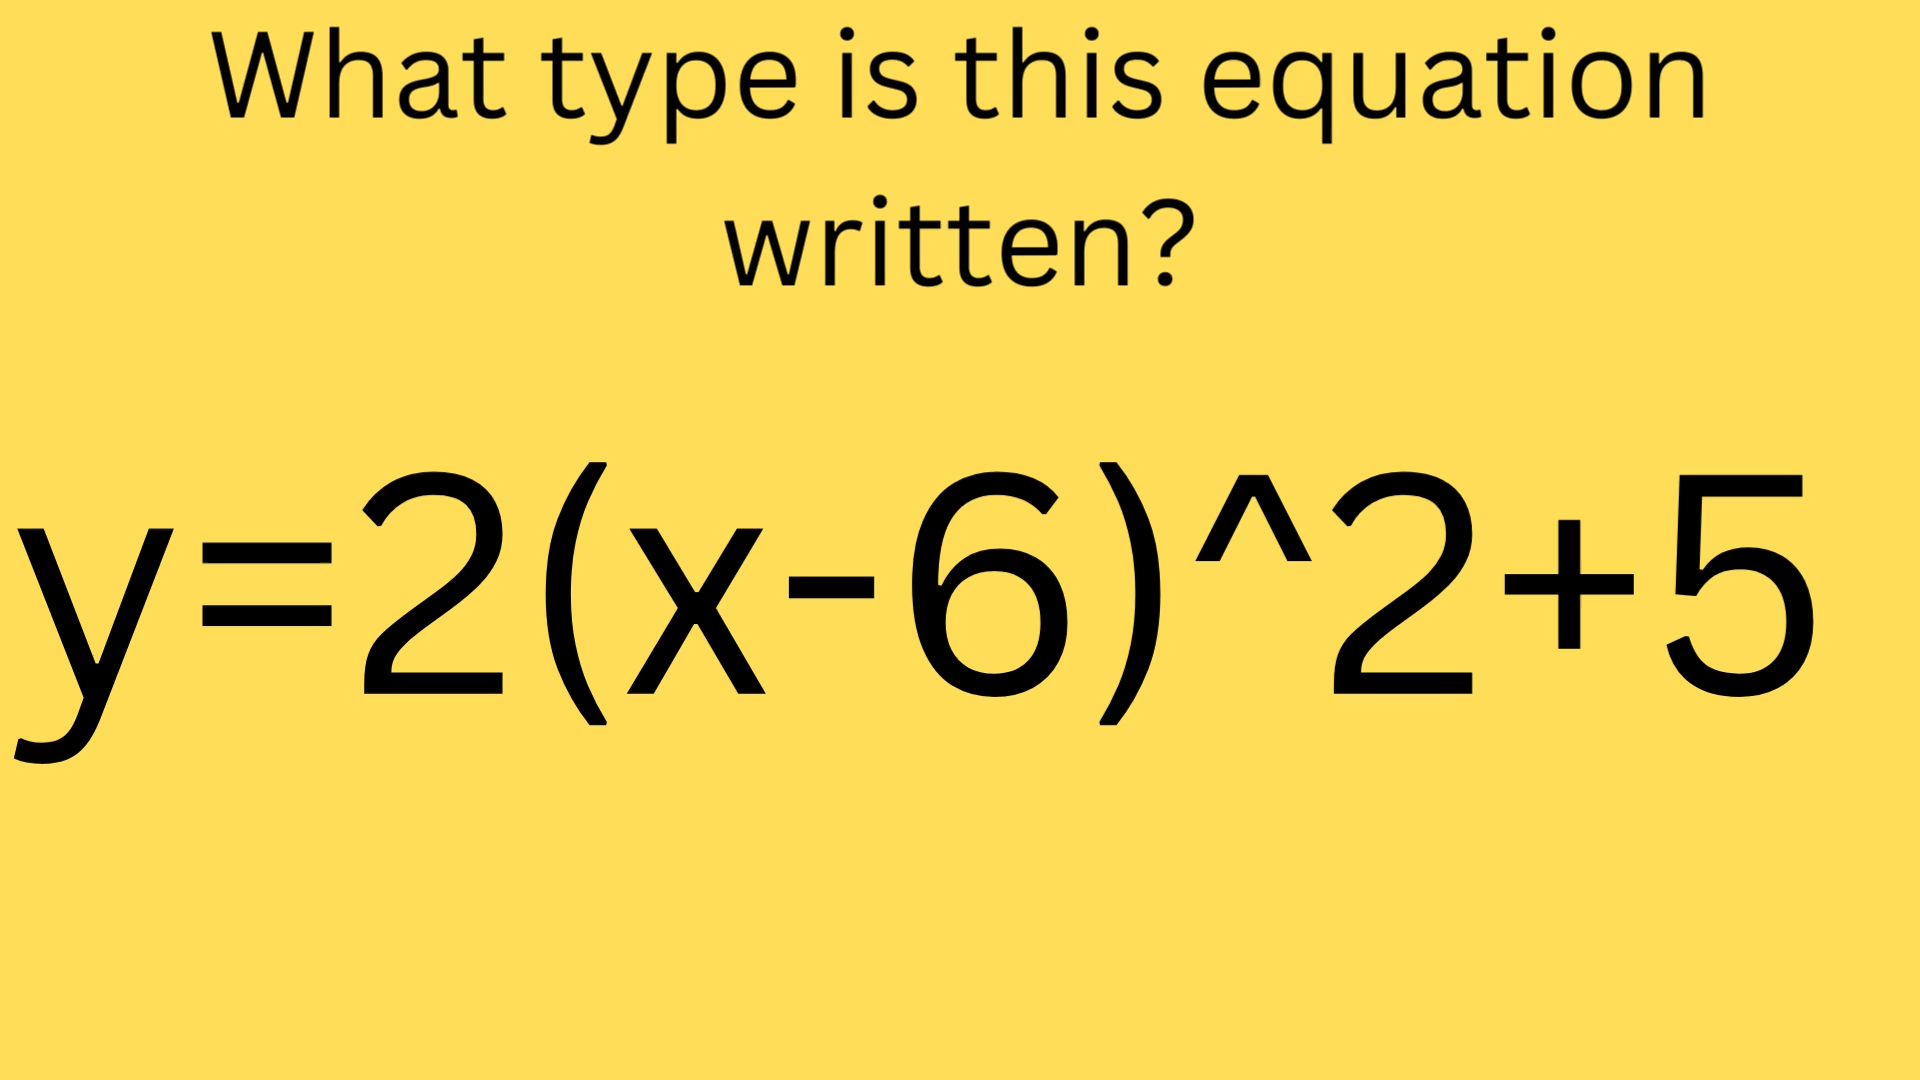 What type is this equation
written?
y=2(x-6)^2+5